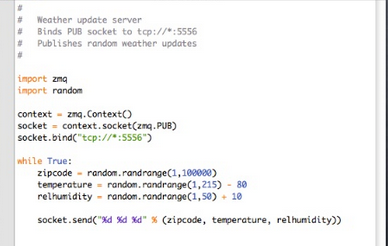 #
#   Weather update server
#   Binds PUB socket to tcp://*:5556
#   Publishes random weather updates
#
import zmq
import random
context = zmq.Context()
socket = context.socket(zmq.PUB)
socket.bind("tcp://*:5556")
while True:
    zipcode = random.randrange(1,100000)
    temperature = random.randrange(1,215) - 80
    relhumidity = random.randrange(1,50) + 10
    socket.send("%d %d %d" % (zipcode, temperature, relhumidity))